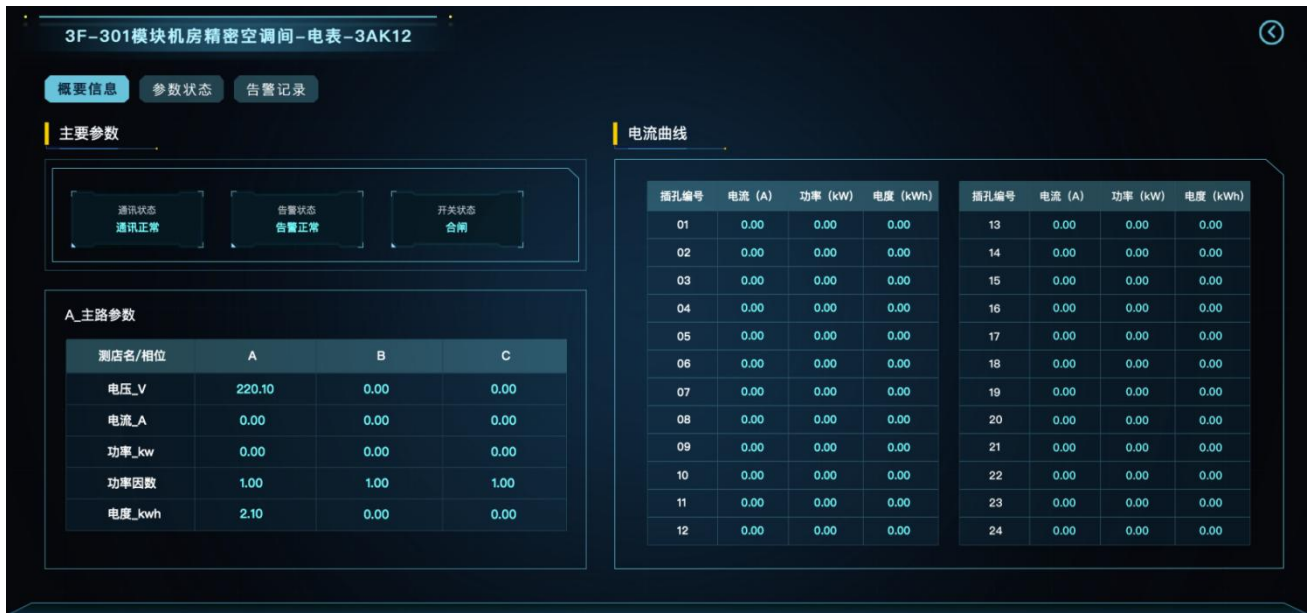 3F-301模块机房精密空调间-电表-3AK12
概要信息 参数状态 告警记录
主要参数
通讯状态 告警状态 开关状态
通讯正常 告警正常 合闸
A_主路参数
测店名/相位 A B C
电压_V 220.10 0.00 0.00
电流_A 0.00 0.00 0.00
功率_kw 0.00 0.00 0.00
功率因数 1.00 1.00 1.00
电度_kwh 2.10 0.00 0.00
电流曲线
插孔编号 电流（A） 功率（kW） 电度（kWh） 插孔编号 电流（A） 功率（kW） 电度（kWh）
01 0.00 0.00 0.00 13 0.00 0.00 0.00
02 0.00 0.00 0.00 14 0.00 0.00 0.00
03 0.00 0.00 0.00 15 0.00 0.00 0.00
04 0.00 0.00 0.00 16 0.00 0.00 0.00
05 0.00 0.00 0.00 17 0.00 0.00 0.00
06 0.00 0.00 0.00 18 0.00 0.00 0.00
07 0.00 0.00 0.00 19 0.00 0.00 0.00
08 0.00 0.00 0.00 20 0.00 0.00 0.00
09 0.00 0.00 0.00 21 0.00 0.00 0.00
10 0.00 0.00 0.00 22 0.00 0.00 0.00
11 0.00 0.00 0.00 23 0.00 0.00 0.00
12 0.00 0.00 0.00 24 0.00 0.00 0.00